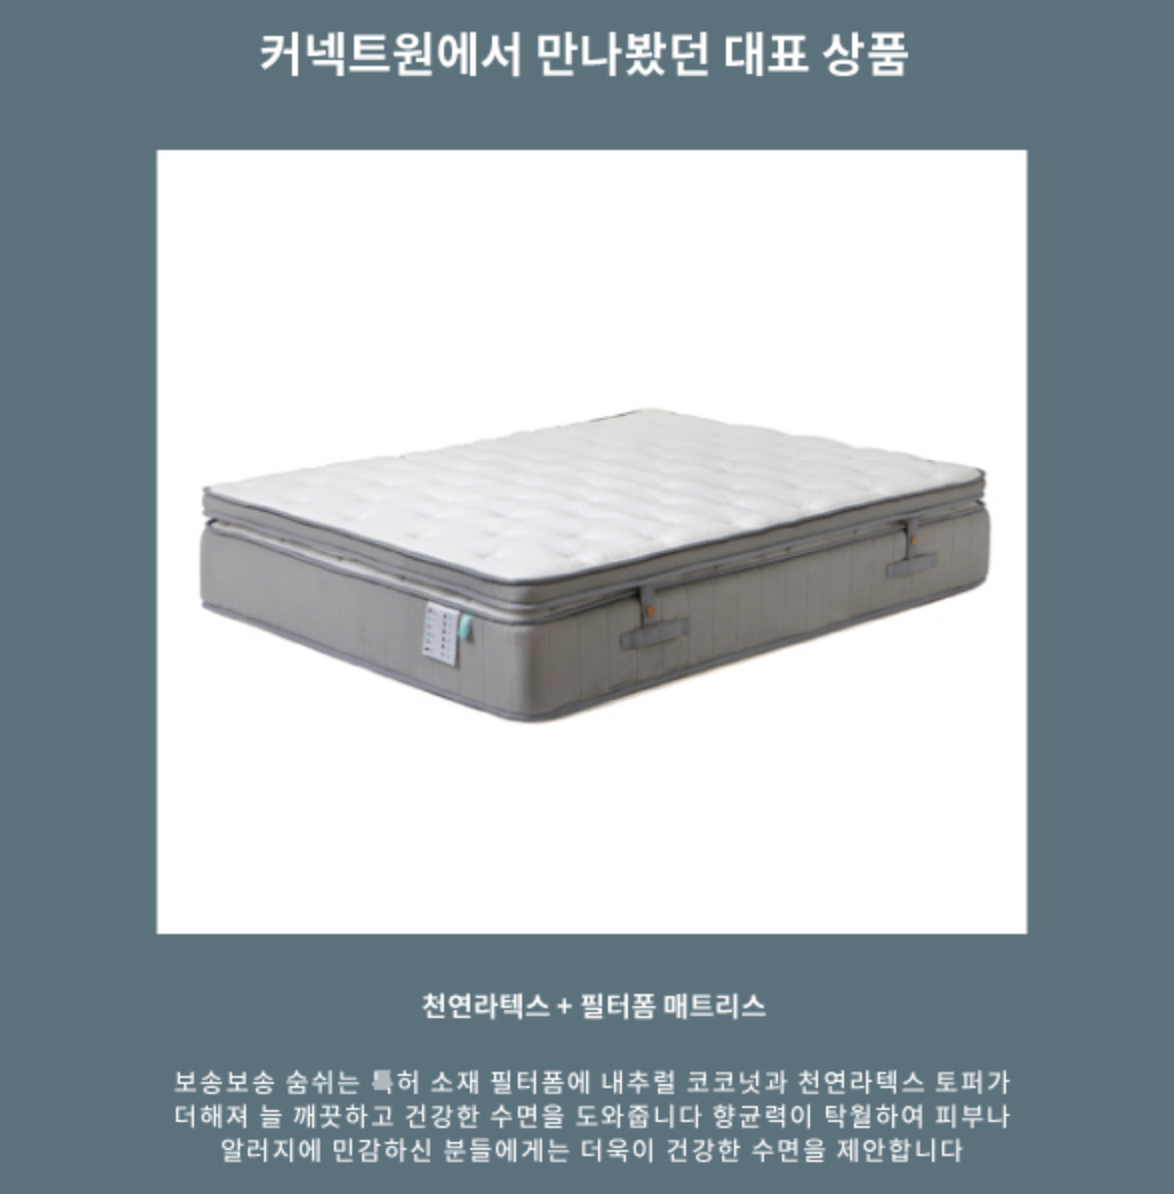 커넥트원에서 만나봤던 대표 상품
천연라텍스 + 필터폼 매트리스
보송보송 숨쉬는 특허 소재 필터폼에 내추럴 코코넛과 천연라텍스 토퍼가
더해져 늘 깨끗하고 건강한 수면을 도와줍니다 향균력이 탁월하여 피부나
알러지에 민감하신 분들에게는 더욱이 건강한 수면을 제안합니다